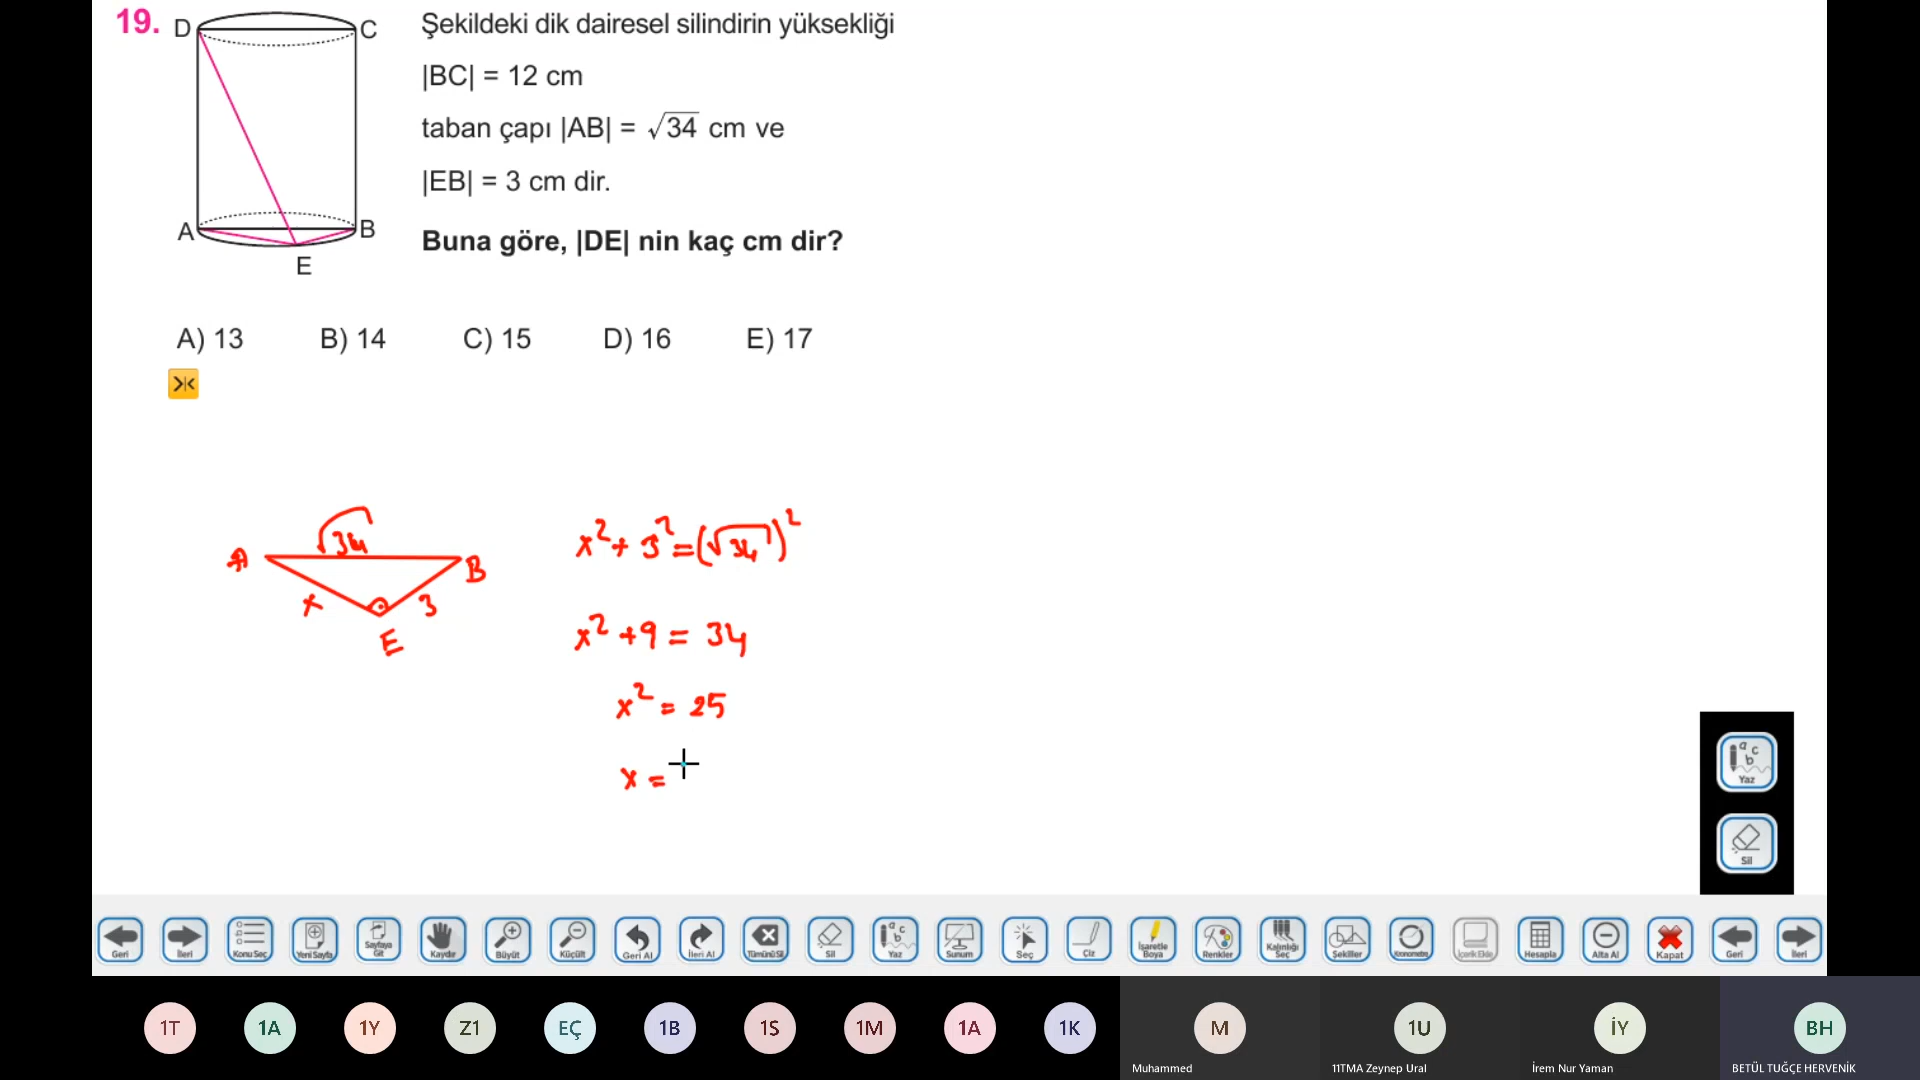 19.
D
C
A
B
E
Şekildeki dik dairesel silindirin yüksekliği
|BC| = 12 cm
taban çapı |AB| = √34 cm ve
|EB| = 3 cm dir.
Buna göre, |DE| nin kaç cm dir?
A) 13 B) 14 C) 15 D) 16 E) 17
√34
A
B
x
3
E
x² + 3² = (√34)²
x² + 9 = 34
x² = 25
x =
Yaz
Sil
Geri İleri Konu Seç Yeni Sayfa Sayfaya Git Kaydır Büyüt Küçült Geri Al İleri Al Tümünü Sil Sil Yaz Sunum Seç Çiz İşaretle Boya Renkler Kalınlığı Seç Şekiller Kronometre İçerik Ekle Hesapla Alta Al Kapat Geri İleri
1T 1A 1Y Z1 EÇ 1B 1S 1M 1A 1K M 1U İY BH
Muhammed 11TMA Zeynep Ural İrem Nur Yaman BETÜL TUĞÇE HERVENİK